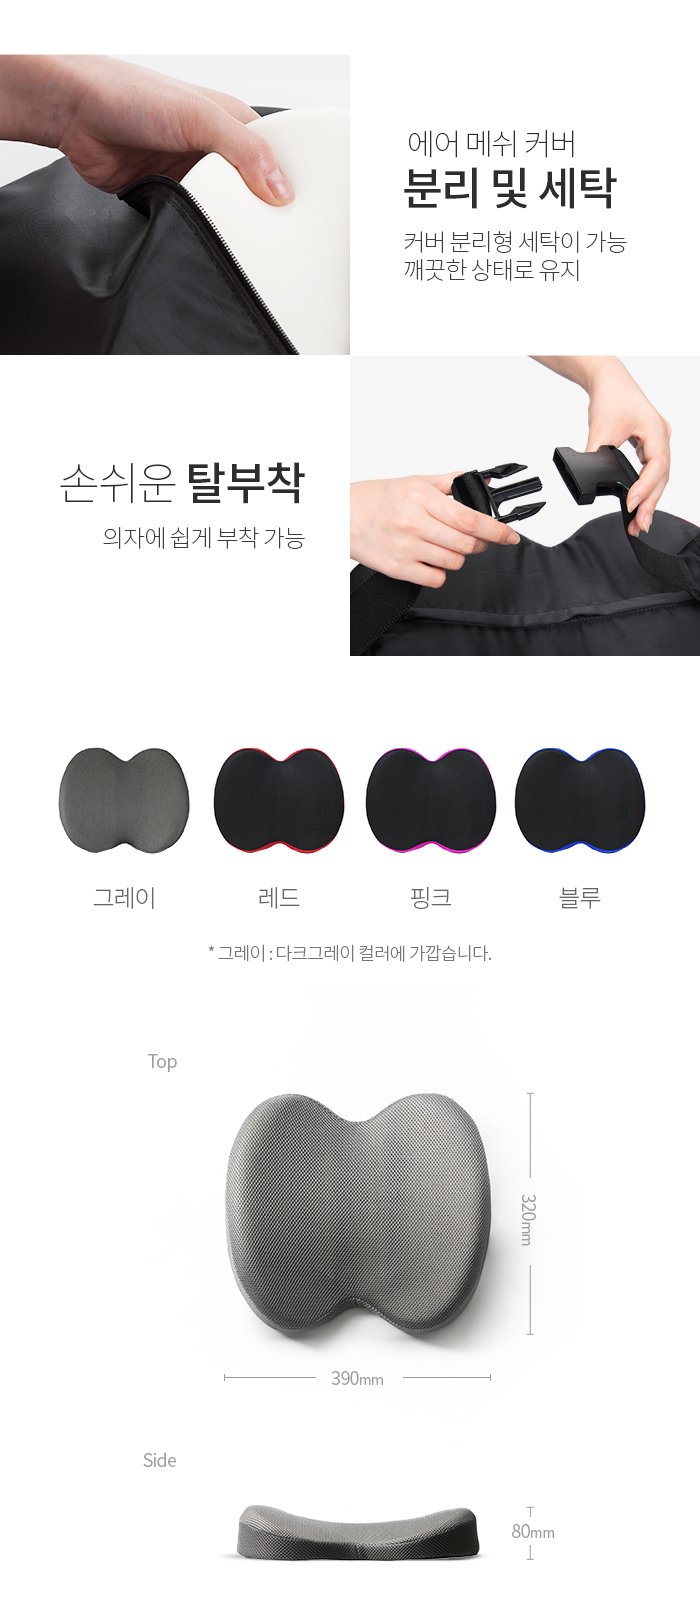 에어 메쉬 커버
분리 및 세탁
커버 분리형 세탁이 가능
깨끗한 상태로 유지
손쉬운 탈부착
의자에 쉽게 부착 가능
그레이
레드
핑크
블루
* 그레이 : 다크그레이 컬러에 가깝습니다.
Top
320mm
390mm
Side
80mm